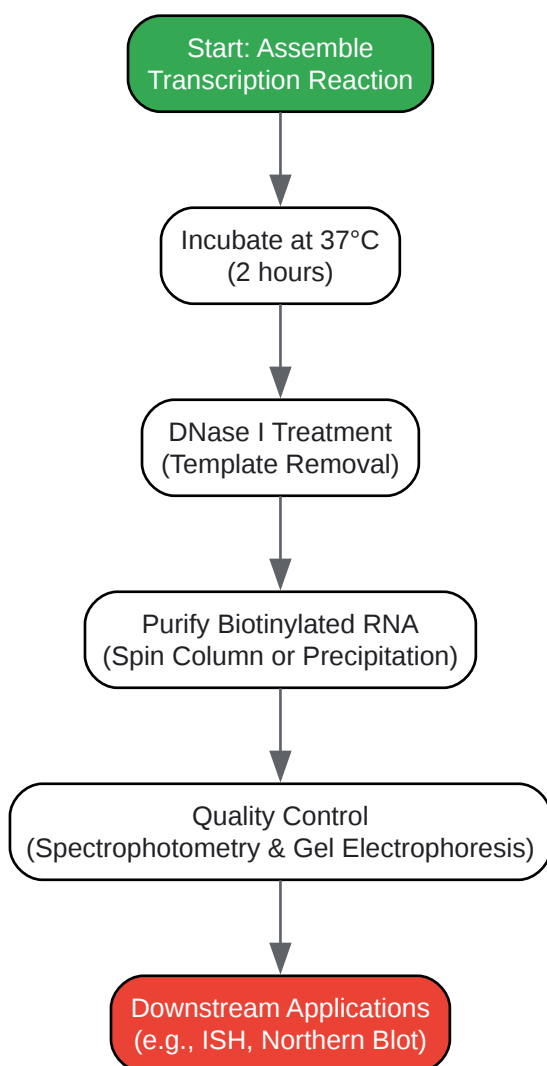 Start: Assemble
Transcription Reaction
Incubate at 37°C
(2 hours)
DNase I Treatment
(Template Removal)
Purify Biotinylated RNA
(Spin Column or Precipitation)
Quality Control
(Spectrophotometry & Gel Electrophoresis)
Downstream Applications
(e.g., ISH, Northern Blot)